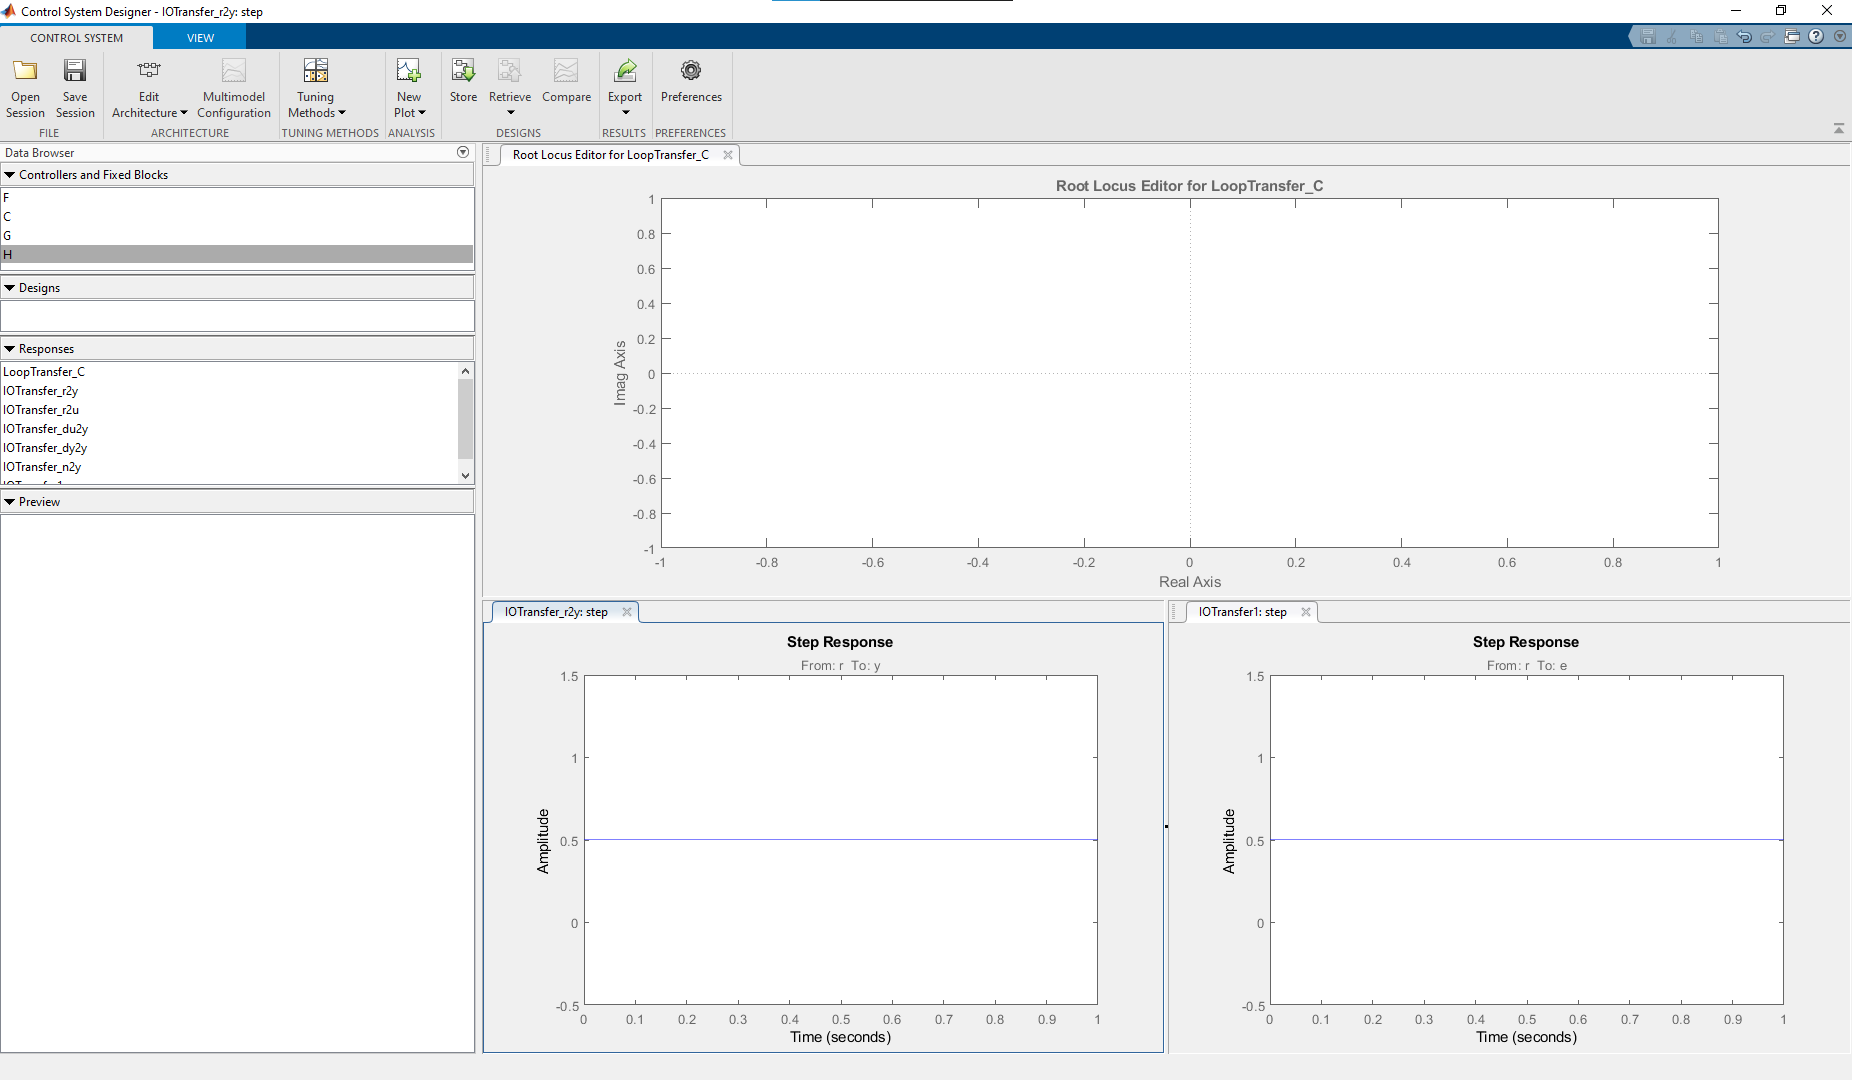 Control System Designer - IOTransfer_r2y: step
CONTROL SYSTEM
VIEW
Open Session
Save Session
Edit Architecture
Multimodel Configuration
Tuning Methods
New Plot
Store
Retrieve
Compare
Export
Preferences
FILE
ARCHITECTURE
TUNING METHODS
ANALYSIS
DESIGNS
RESULTS
PREFERENCES
Data Browser
Controllers and Fixed Blocks
F
C
G
H
Designs
Responses
LoopTransfer_C
IOTransfer_r2y
IOTransfer_r2u
IOTransfer_du2y
IOTransfer_dy2y
IOTransfer_n2y
Preview
Root Locus Editor for LoopTransfer_C
Root Locus Editor for LoopTransfer_C
Imag Axis
1
0.8
0.6
0.4
0.2
0
-0.2
-0.4
-0.6
-0.8
-1
-1 -0.8 -0.6 -0.4 -0.2 0 0.2 0.4 0.6 0.8 1
Real Axis
IOTransfer_r2y: step
Step Response
From: r To: y
Amplitude
1.5
1
0.5
0
-0.5
0 0.1 0.2 0.3 0.4 0.5 0.6 0.7 0.8 0.9 1
Time (seconds)
IOTransfer1: step
Step Response
From: r To: e
Amplitude
1.5
1
0.5
0
-0.5
0 0.1 0.2 0.3 0.4 0.5 0.6 0.7 0.8 0.9 1
Time (seconds)